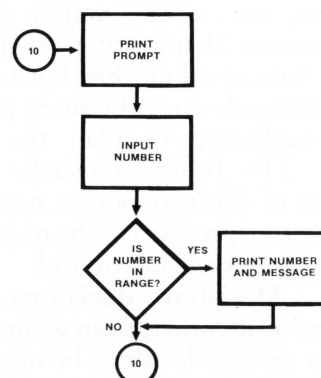 10
PRINT
PROMPT
INPUT
NUMBER
IS
NUMBER
IN
RANGE?
YES
PRINT NUMBER
AND MESSAGE
NO
10